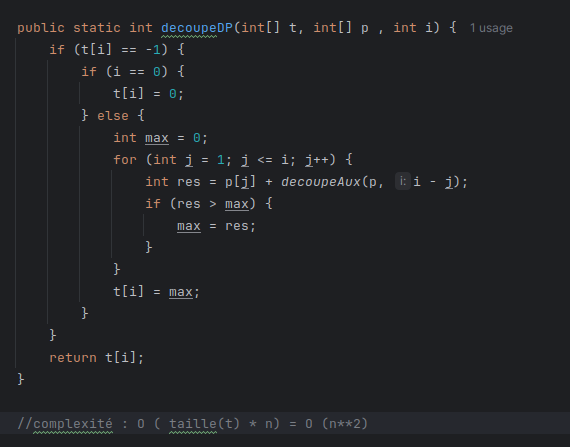 public static int decoupeDP(int[] t, int[] p , int i) { 1 usage
if (t[i] == -1) {
if (i == 0) {
t[i] = 0;
} else {
int max = 0;
for (int j = 1; j <= i; j++) {
int res = p[j] + decoupeAux(p, i: i - j);
if (res > max) {
max = res;
}
}
t[i] = max;
}
}
return t[i];
}
//complexité : O ( taille(t) * n) = O (n**2)